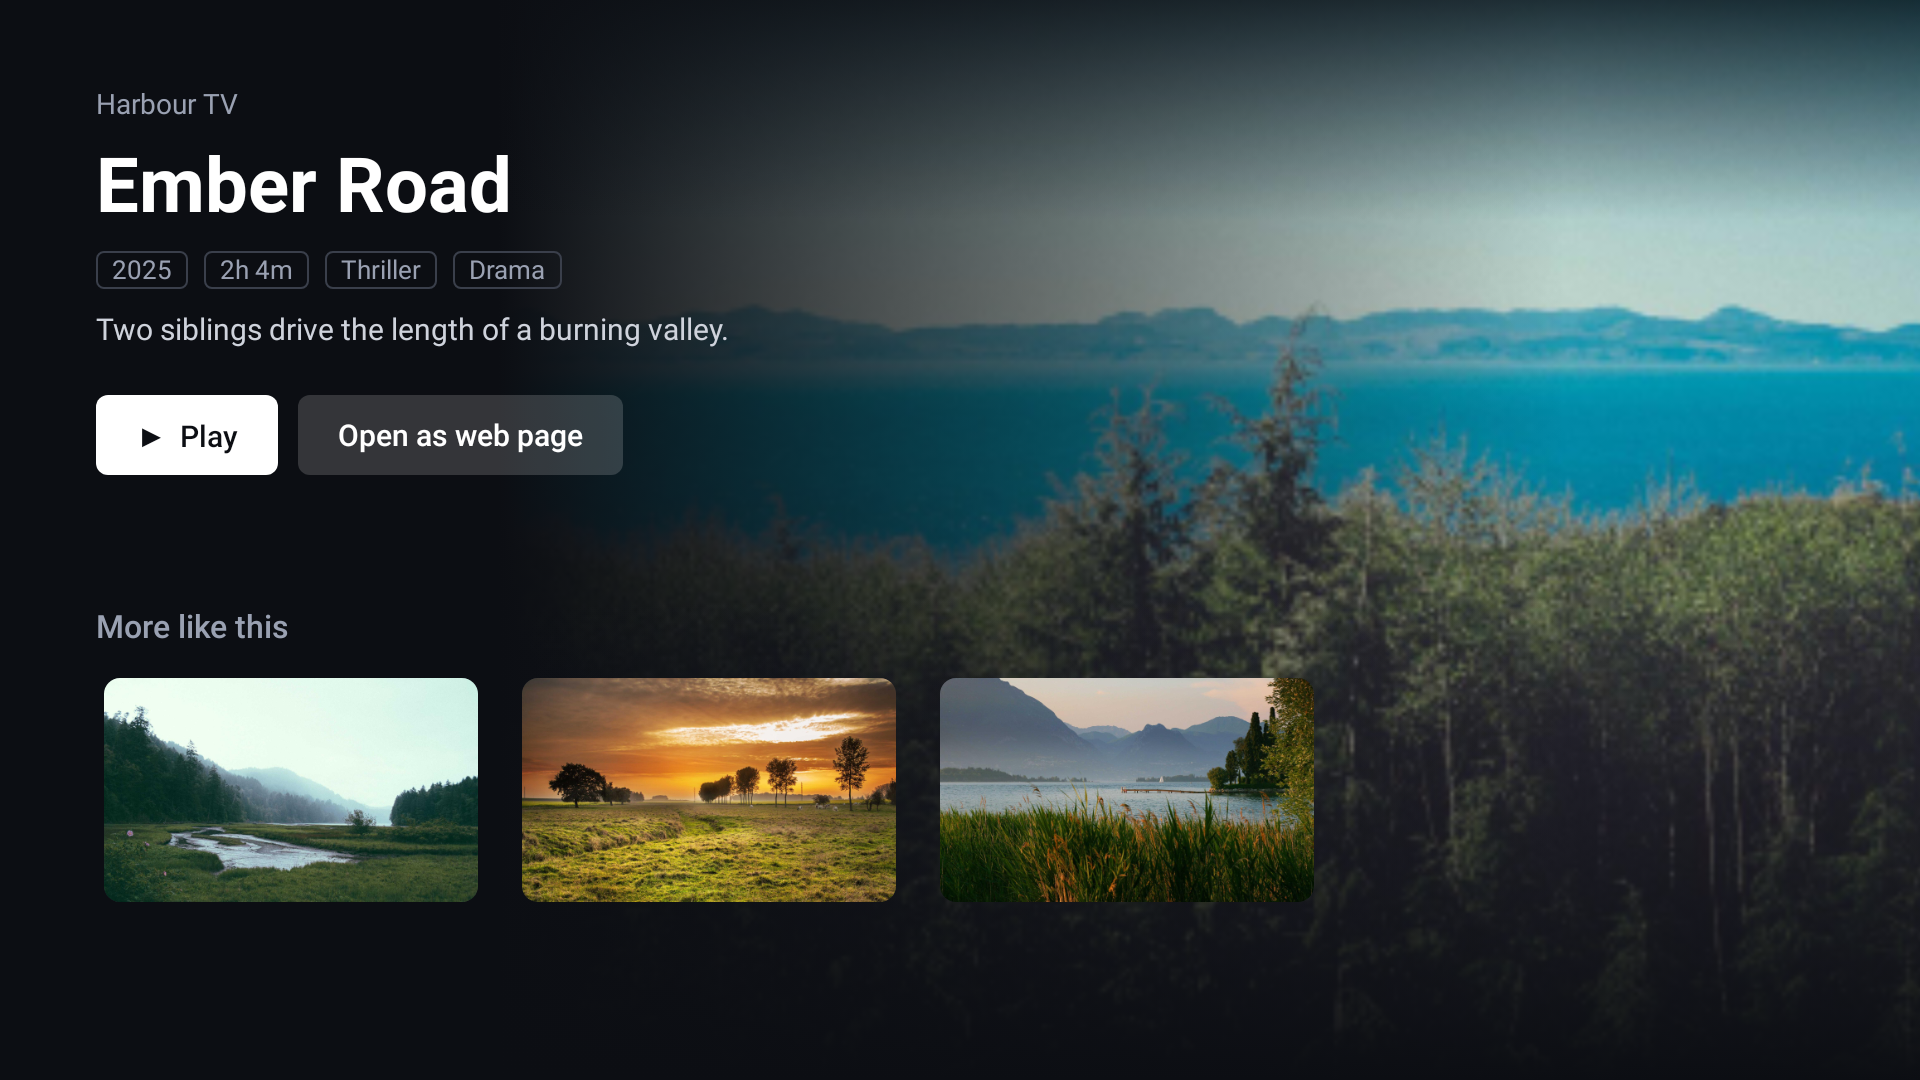 Harbour TV
Ember Road
2025 2h 4m Thriller Drama
Two siblings drive the length of a burning valley.
Play Open as web page
More like this